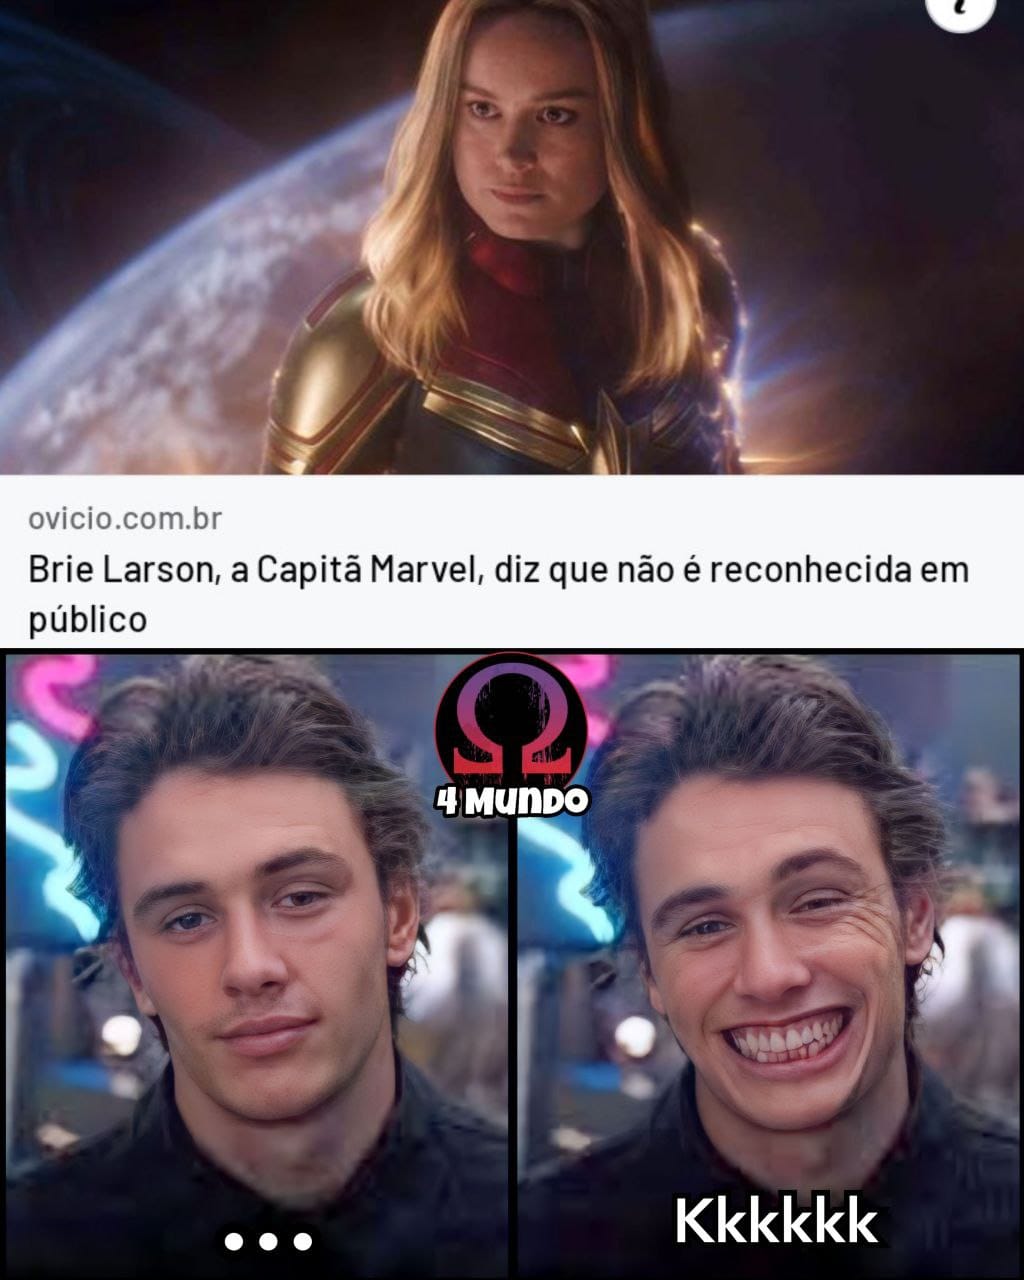 i
ovicio.com.br
Brie Larson, a Capitã Marvel, diz que não é reconhecida em
público
Ω
4 MUNDO
...
Kkkkkk